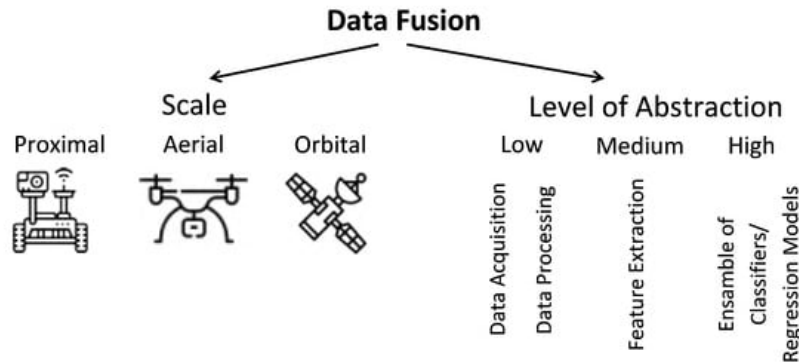 Data Fusion
Scale
Level of Abstraction
Proximal
Aerial
Orbital
Low
Medium
High
Data Acquisition
Data Processing
Feature Extraction
Ensamble of
Classifiers/
Regression Models